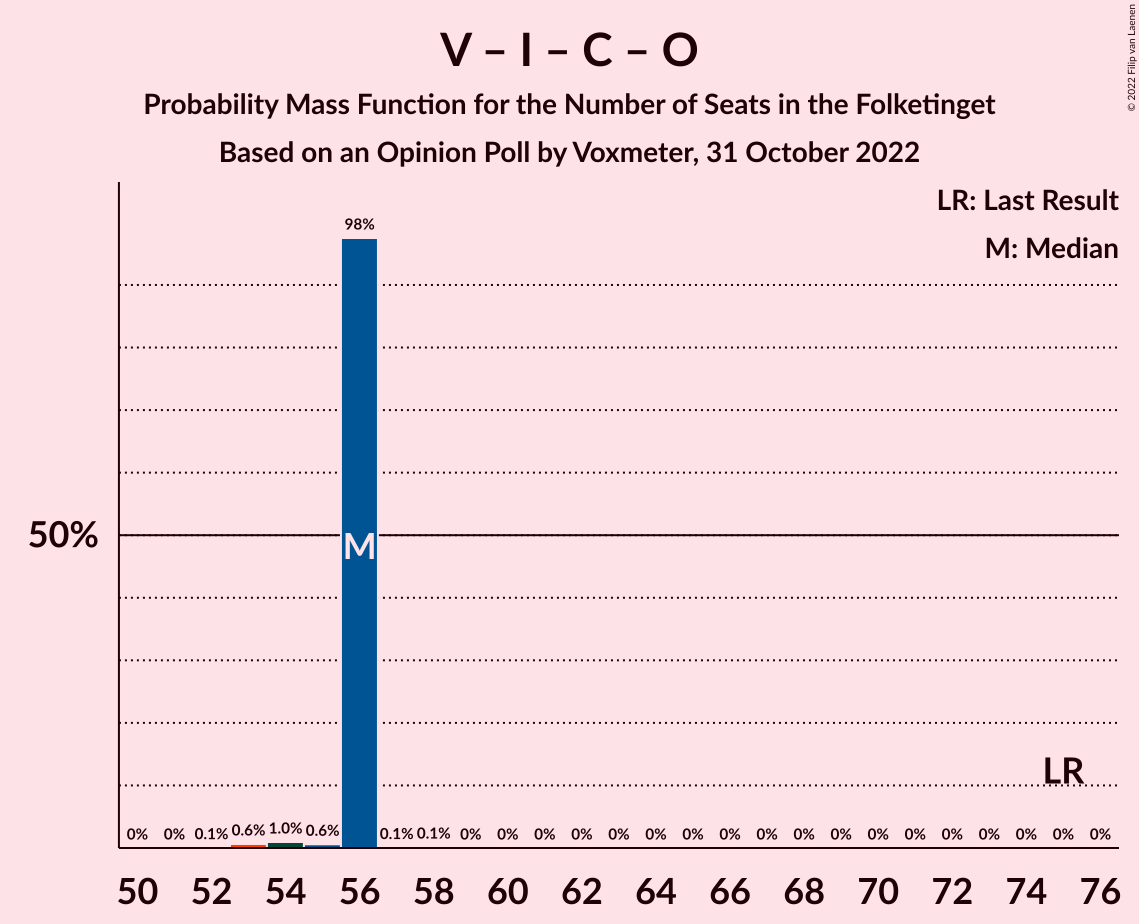 V – I – C – O
Probability Mass Function for the Number of Seats in the Folketinget
Based on an Opinion Poll by Voxmeter, 31 October 2022
© 2022 Filip van Laenen
LR: Last Result
M: Median
98%
50%
M
LR
0% 0% 0.1% 0.6% 1.0% 0.6% 0.1% 0.1% 0% 0% 0% 0% 0% 0% 0% 0% 0% 0% 0% 0% 0% 0% 0% 0% 0% 0%
50 52 54 56 58 60 62 64 66 68 70 72 74 76